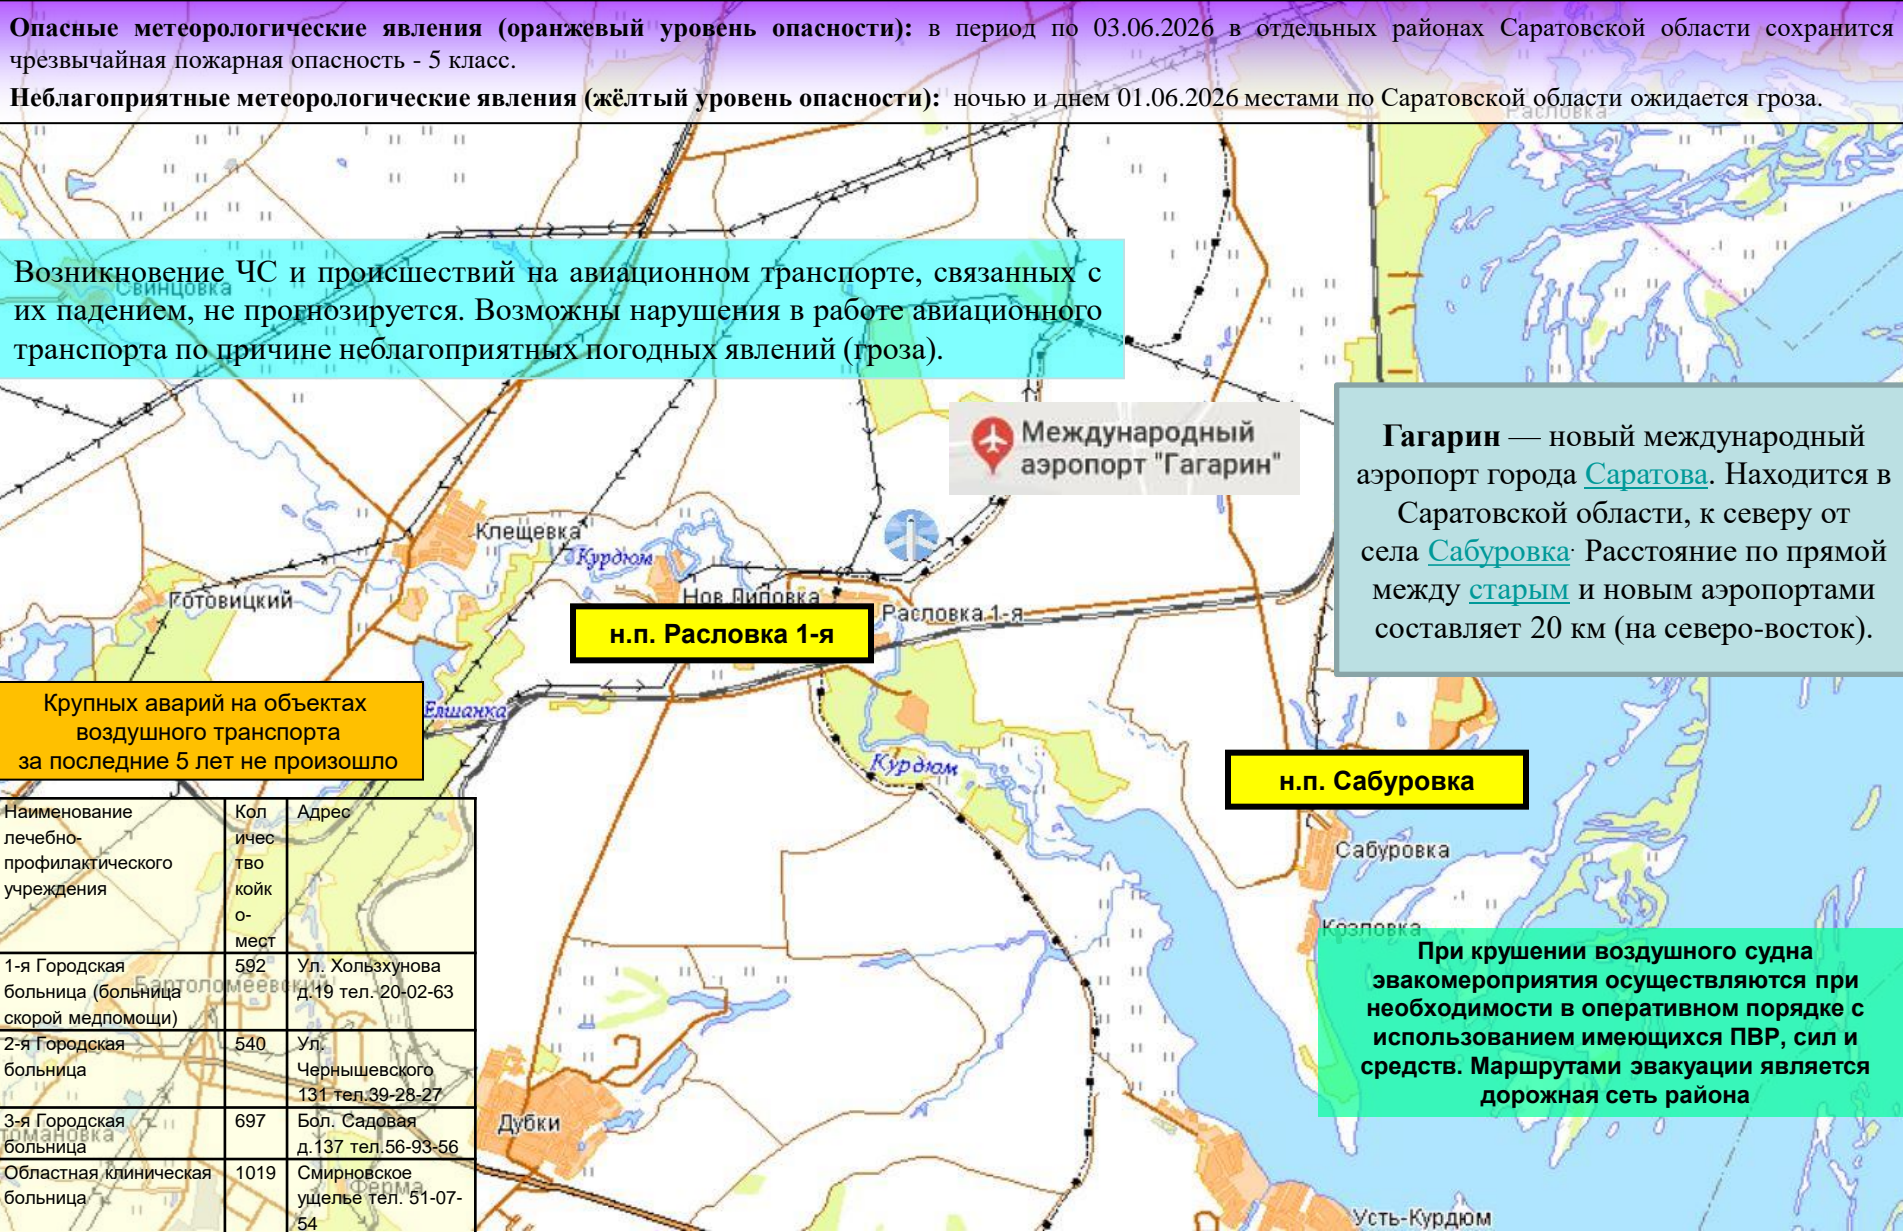 Опасные метеорологические явления (оранжевый уровень опасности): в период по 03.06.2026 в отдельных районах Саратовской области сохранится
чрезвычайная пожарная опасность - 5 класс.
Неблагоприятные метеорологические явления (жёлтый уровень опасности): ночью и днем 01.06.2026 местами по Саратовской области ожидается гроза.
Расловка
Возникновение ЧС и происшествий на авиационном транспорте, связанных с
их падением, не прогнозируется. Возможны нарушения в работе авиационного
транспорта по причине неблагоприятных погодных явлений (гроза).
Свинцовка
Международный
аэропорт "Гагарин"
Гагарин — новый международный
аэропорт города Саратова. Находится в
Саратовской области, к северу от
села Сабуровка. Расстояние по прямой
между старым и новым аэропортами
составляет 20 км (на северо-восток).
Клещевка
Курдюм
Готовицкий
Нов Липовка
Расловка 1-я
н.п. Расловка 1-я
Елшанка
Крупных аварий на объектах
воздушного транспорта
за последние 5 лет не произошло
Курдюм
н.п. Сабуровка
Сабуровка
Козловка
При крушении воздушного судна
эвакомероприятия осуществляются при
необходимости в оперативном порядке с
использованием имеющихся ПВР, сил и
средств. Маршрутами эвакуации является
дорожная сеть района
Наименование
лечебно-
профилактического
учреждения
Кол
ичес
тво
койк
о-
мест
Адрес
1-я Городская
больница (больница
скорой медпомощи)
592
Ул. Хользхунова
д.19 тел. 20-02-63
2-я Городская
больница
540
Ул.
Чернышевского
131 тел.39-28-27
3-я Городская
больница
697
Бол. Садовая
д.137 тел.56-93-56
Областная клиническая
больница
1019
Смирновское
ущелье тел. 51-07-
54
Дубки
Ферма
Усть-Курдюм